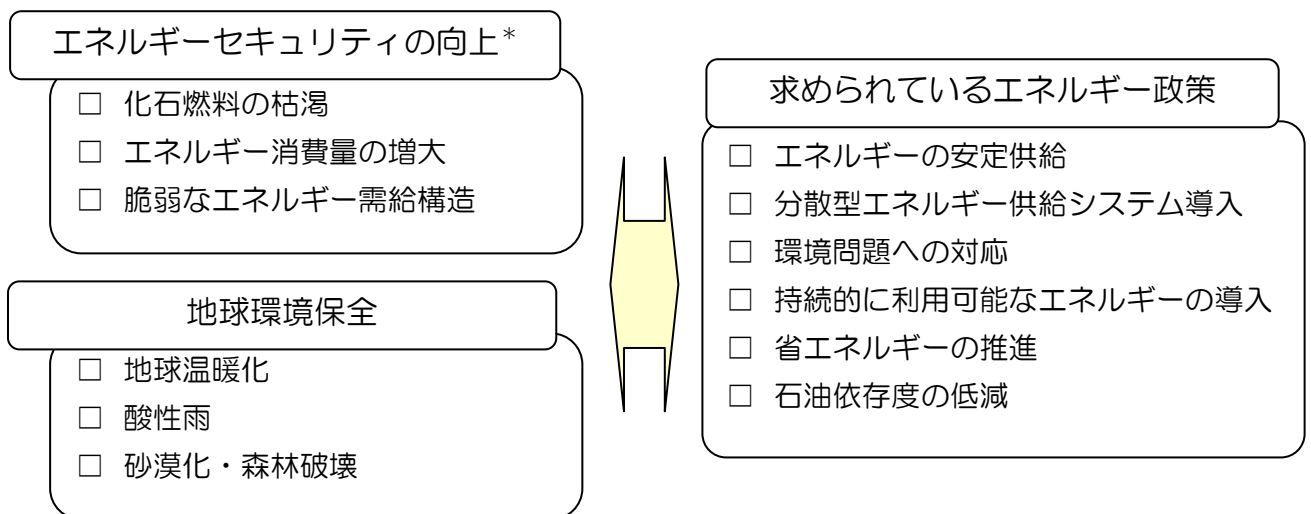 エネルギーセキュリティの向上*
□ 化石燃料の枯渇
□ エネルギー消費量の増大
□ 脆弱なエネルギー需給構造
地球環境保全
□ 地球温暖化
□ 酸性雨
□ 砂漠化・森林破壊
求められているエネルギー政策
□ エネルギーの安定供給
□ 分散型エネルギー供給システム導入
□ 環境問題への対応
□ 持続的に利用可能なエネルギーの導入
□ 省エネルギーの推進
□ 石油依存度の低減